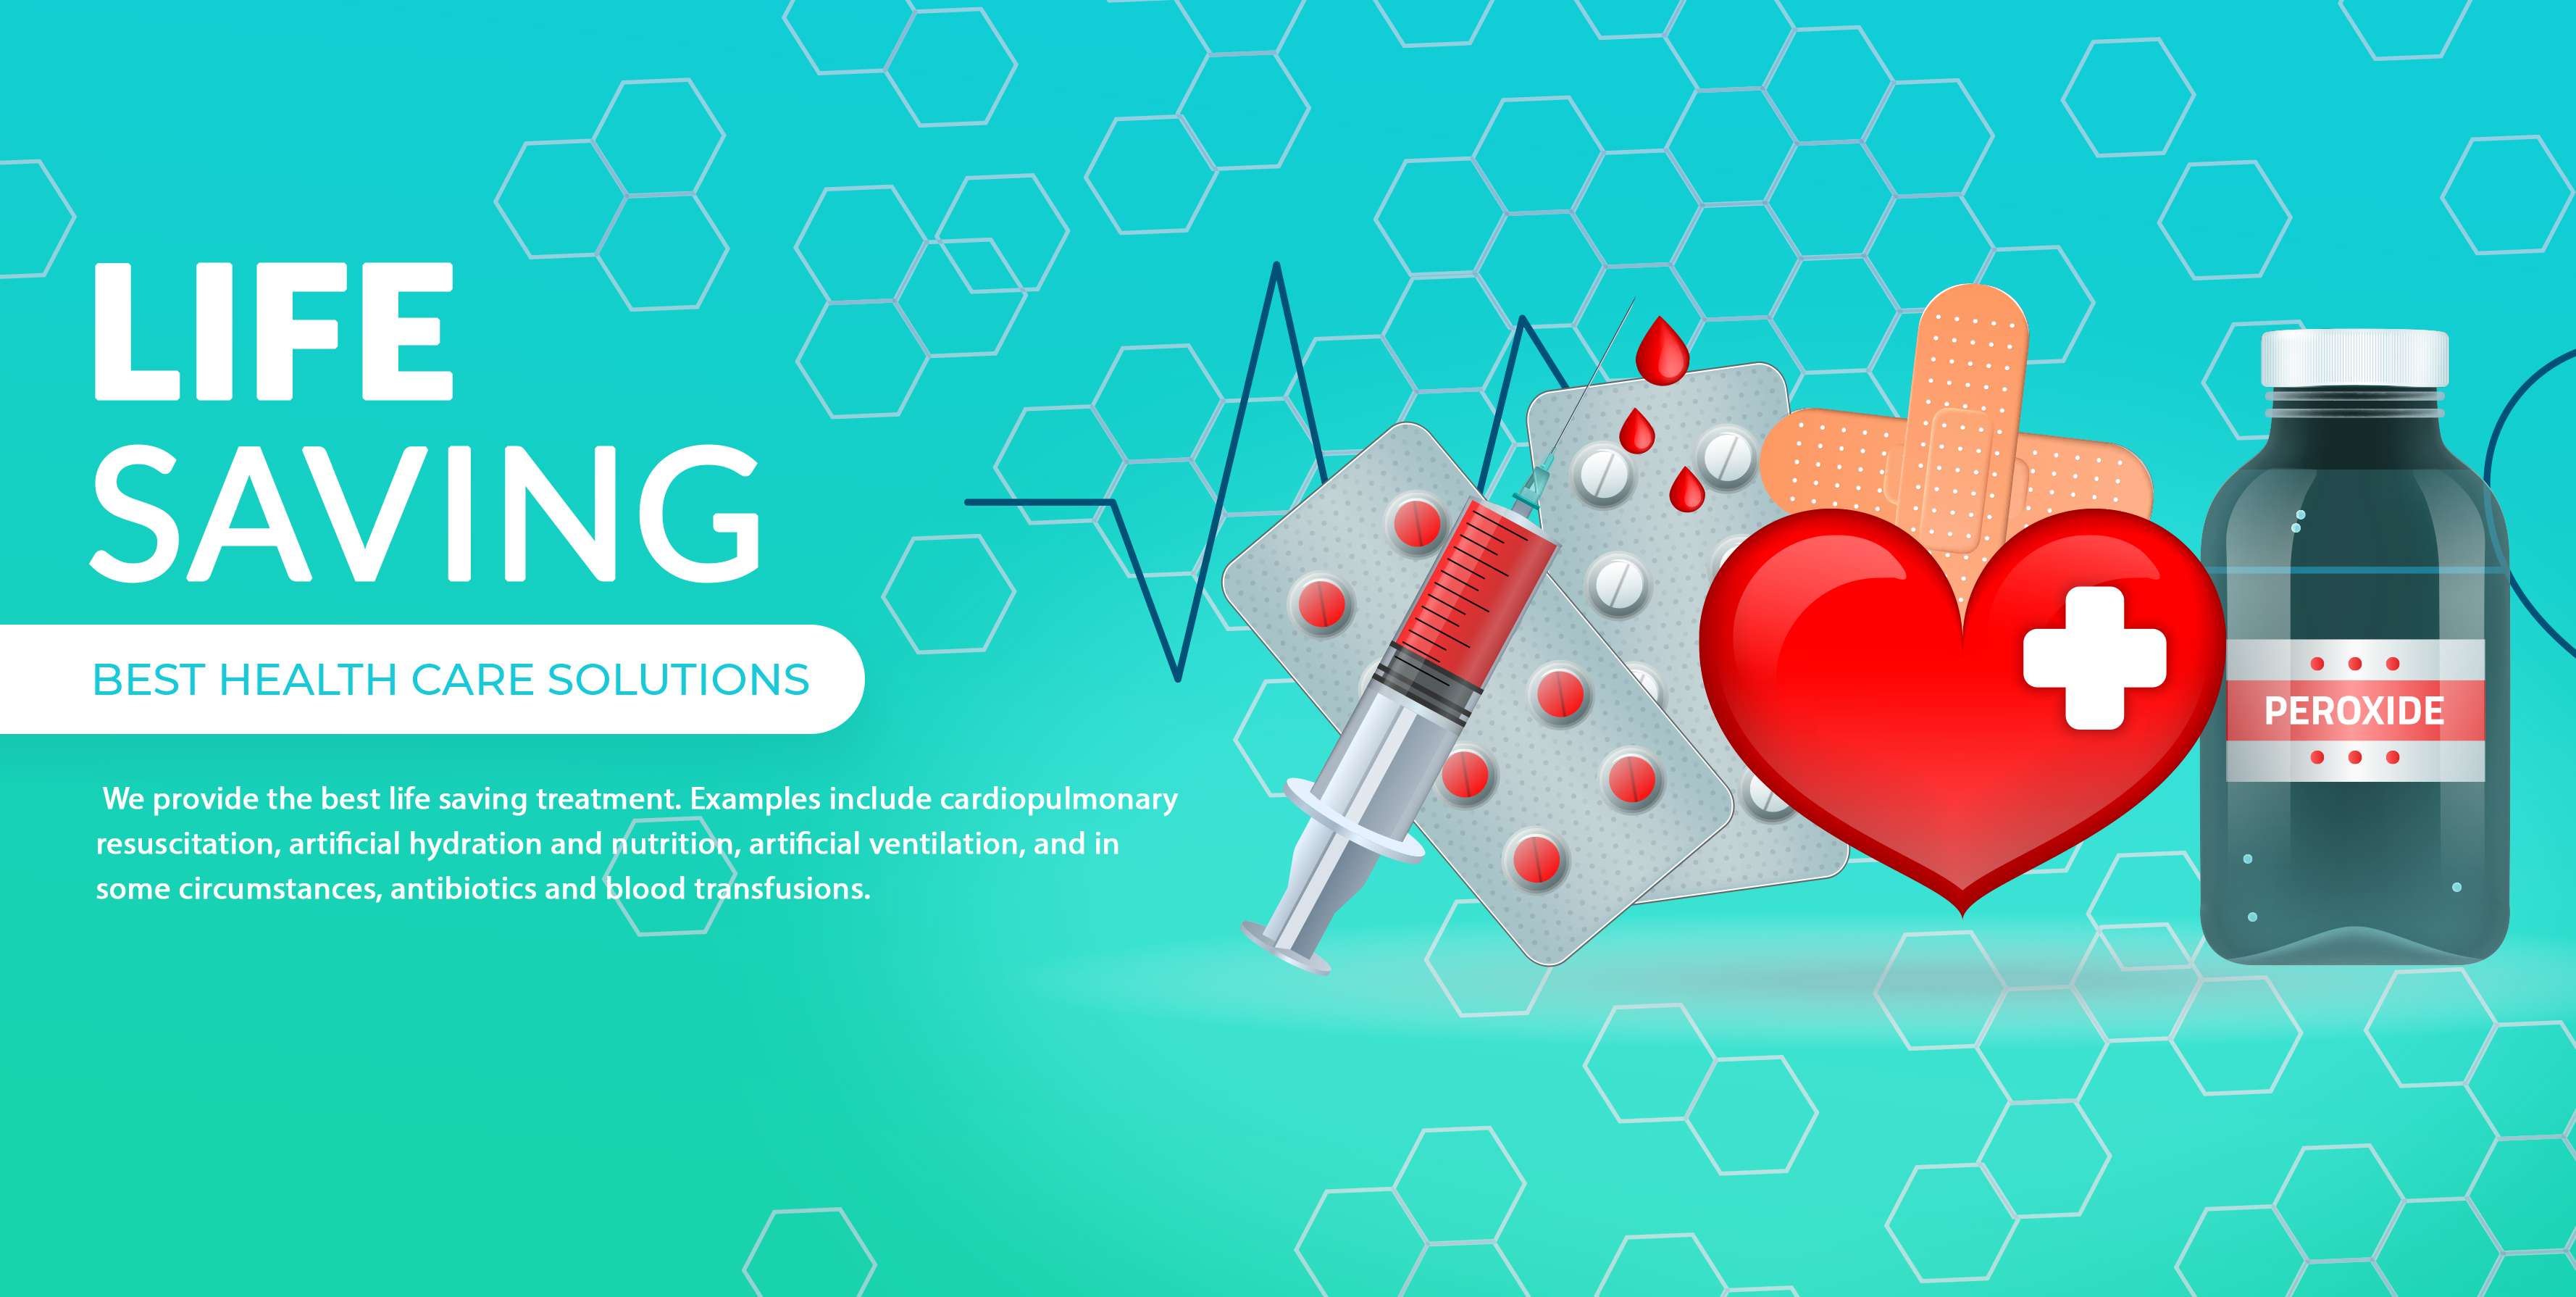 LIFE
SAVING
BEST HEALTH CARE SOLUTIONS
We provide the best life saving treatment. Examples include cardiopulmonary
resuscitation, artificial hydration and nutrition, artificial ventilation, and in
some circumstances, antibiotics and blood transfusions.
PEROXIDE